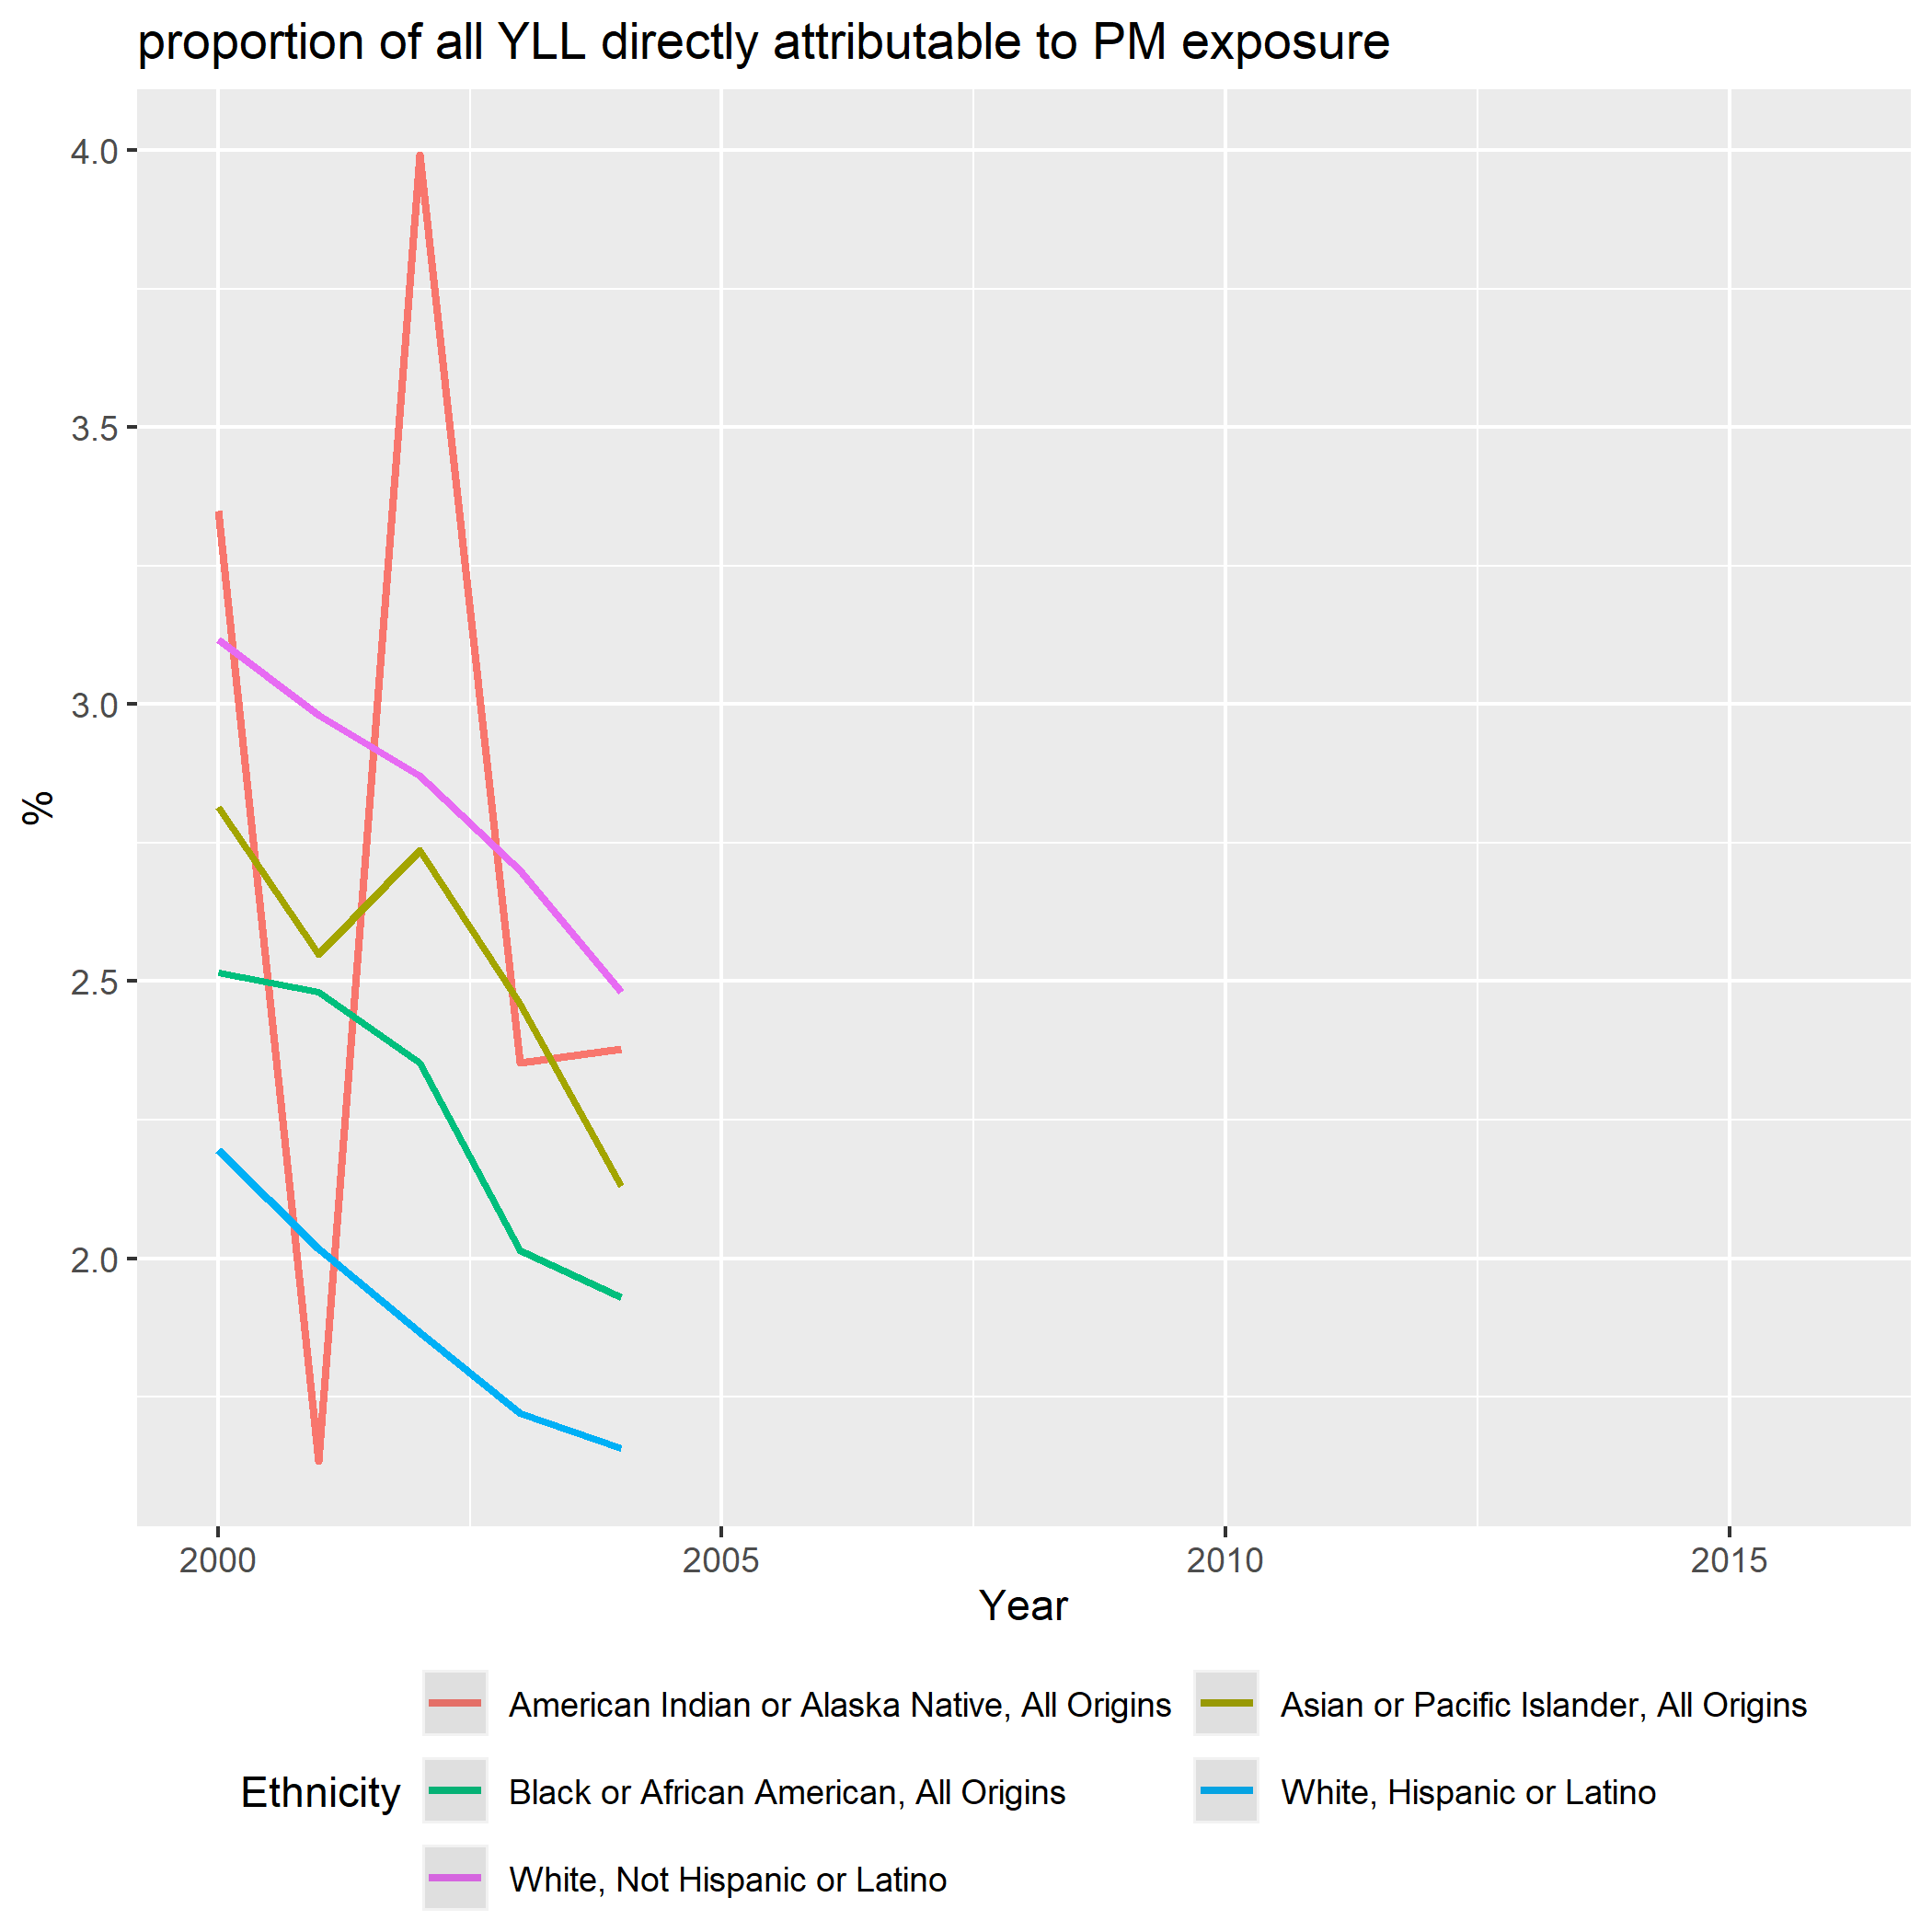 proportion of all YLL directly attributable to PM exposure
4.0
3.5
3.0
2.5
2.0
%
2000 2005 2010 2015
Year
Ethnicity
American Indian or Alaska Native, All Origins
Asian or Pacific Islander, All Origins
Black or African American, All Origins
White, Hispanic or Latino
White, Not Hispanic or Latino